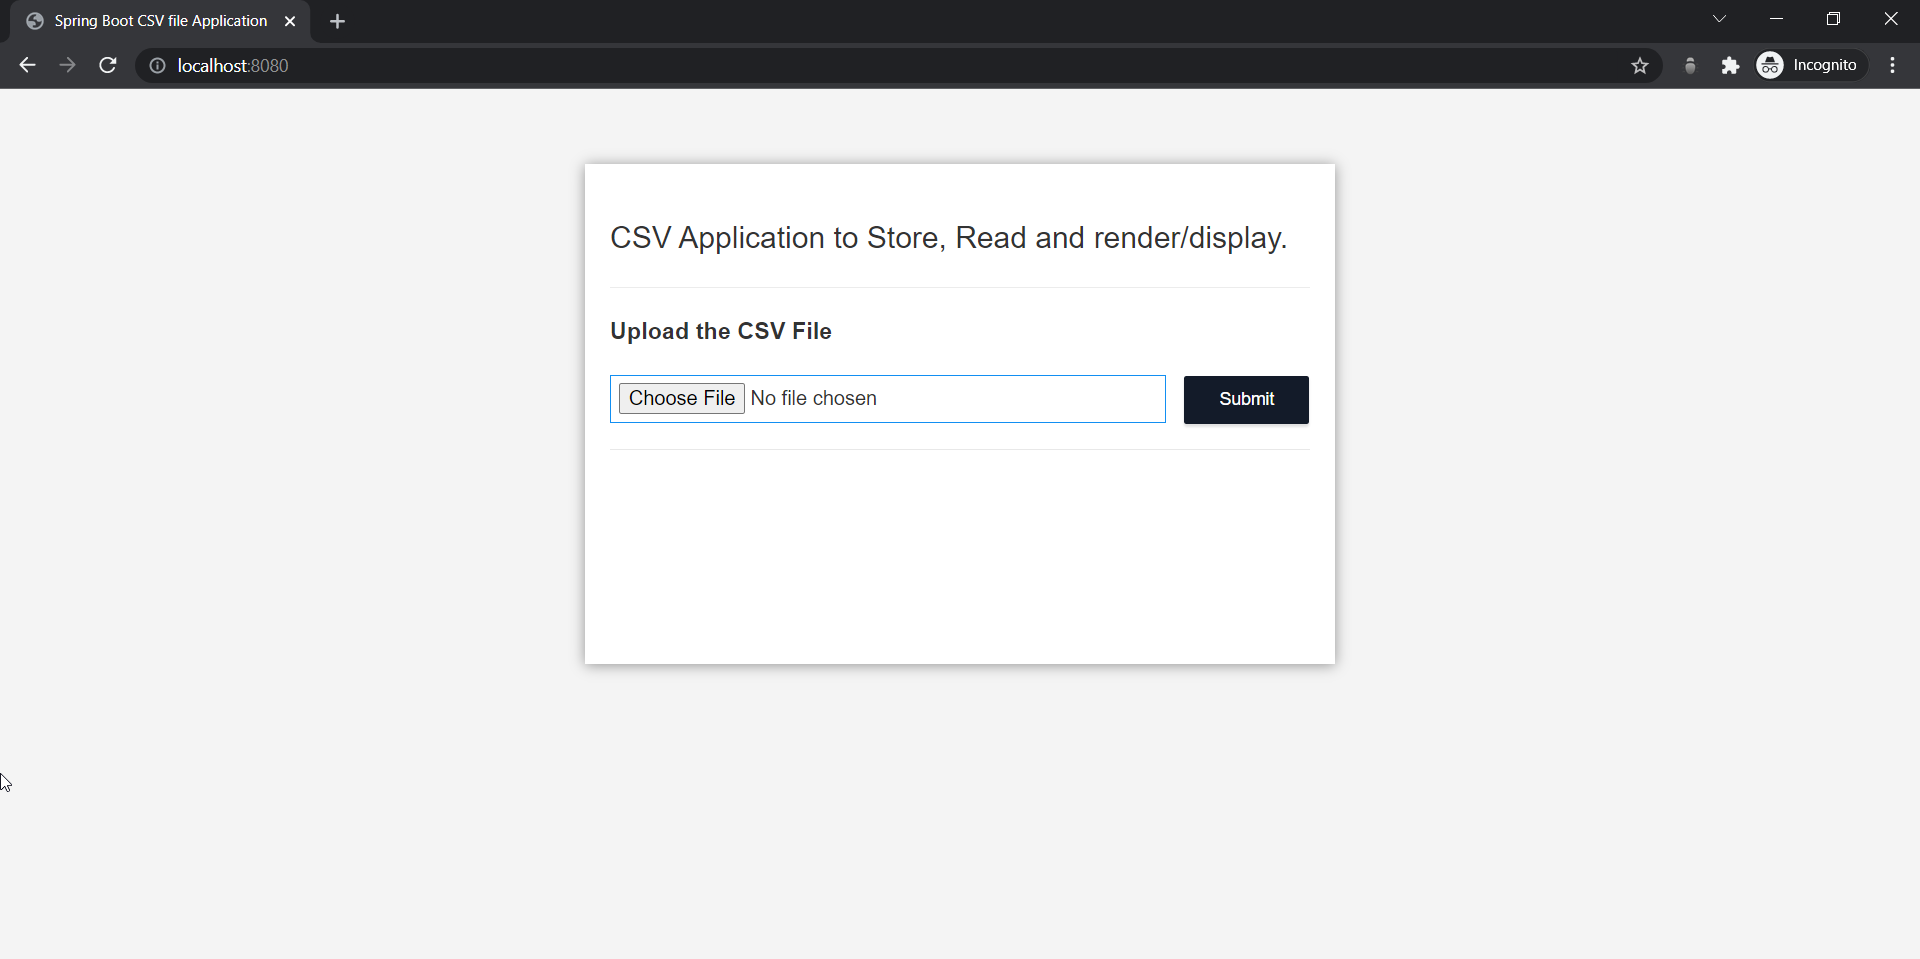 Spring Boot CSV file Application
localhost:8080
Incognito
CSV Application to Store, Read and render/display.
Upload the CSV File
Choose File No file chosen
Submit